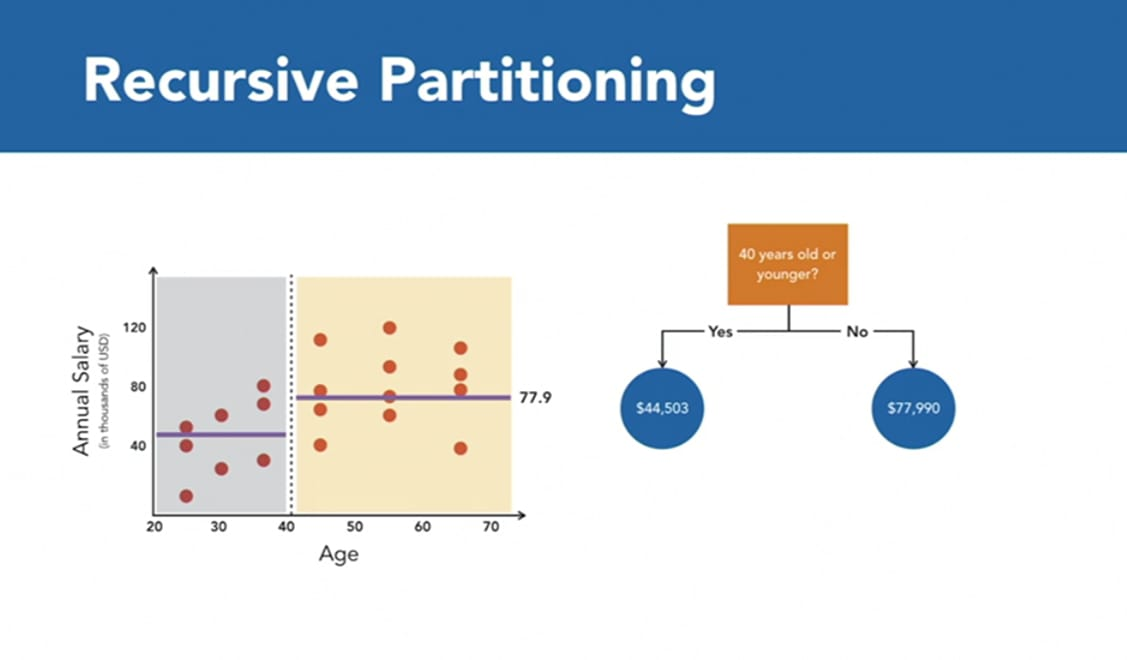 Recursive Partitioning
Annual Salary
(in thousands of USD)
120
80
40
77.9
20 30 40 50 60 70
Age
40 years old or
younger?
Yes No
$44,503 $77,990